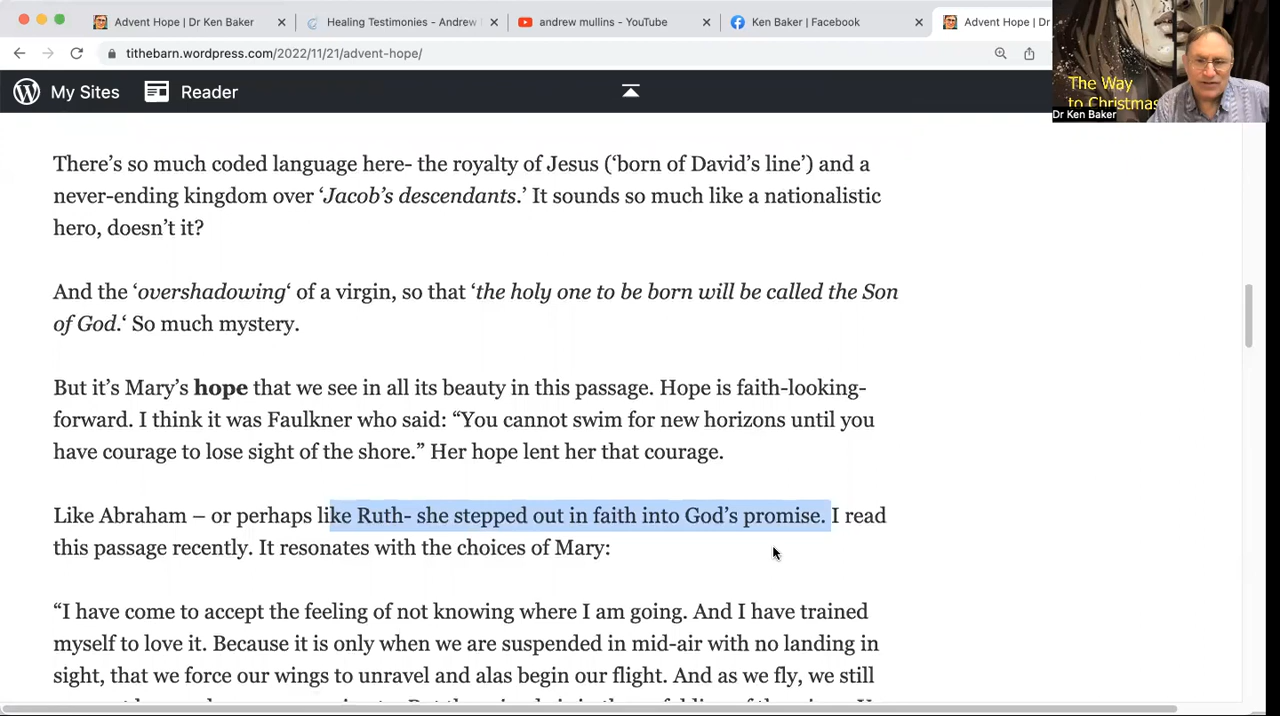 Advent Hope | Dr Ken Baker
Healing Testimonies - Andrew
andrew mullins - YouTube
Ken Baker | Facebook
Advent Hope | D
tithebarn.wordpress.com/2022/11/21/advent-hope/
My Sites
Reader
The Way
to Christmas
Dr Ken Baker
There’s so much coded language here- the royalty of Jesus (‘born of David’s line’) and a
never-ending kingdom over ‘Jacob’s descendants.’ It sounds so much like a nationalistic
hero, doesn’t it?
And the ‘overshadowing‘ of a virgin, so that ‘the holy one to be born will be called the Son
of God.‘ So much mystery.
But it’s Mary’s hope that we see in all its beauty in this passage. Hope is faith-looking-
forward. I think it was Faulkner who said: “You cannot swim for new horizons until you
have courage to lose sight of the shore.” Her hope lent her that courage.
Like Abraham – or perhaps like Ruth- she stepped out in faith into God’s promise. I read
this passage recently. It resonates with the choices of Mary:
“I have come to accept the feeling of not knowing where I am going. And I have trained
myself to love it. Because it is only when we are suspended in mid-air with no landing in
sight, that we force our wings to unravel and alas begin our flight. And as we fly, we still